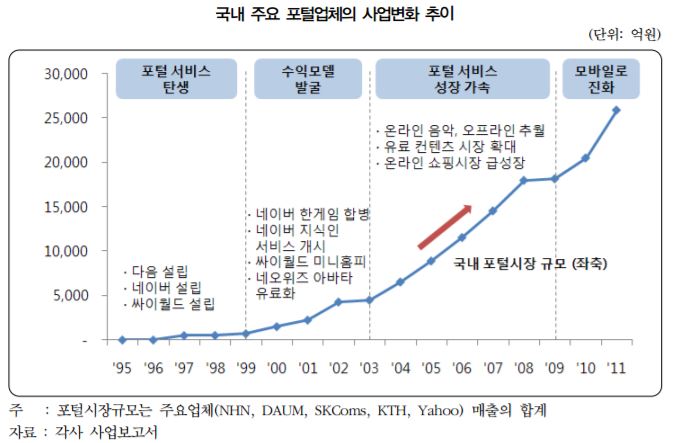 국내 주요 포털업체의 사업변화 추이
(단위: 억원)
포털 서비스
탄생
수익모델
발굴
포털 서비스
성장 가속
모바일로
진화
30,000
25,000
20,000
15,000
10,000
5,000
-
· 온라인 음악, 오프라인 추월
· 유료 컨텐츠 시장 확대
· 온라인 쇼핑시장 급성장
· 네이버 한게임 합병
· 네이버 지식인
서비스 개시
· 싸이월드 미니홈피
· 네오위즈 아바타
유료화
· 다음 설립
· 네이버 설립
· 싸이월드 설립
국내 포털시장 규모 (좌축)
'95 '96 '97 '98 '99 '00 '01 '02 '03 '04 '05 '06 '07 '08 '09 '10 '11
주 : 포털시장규모는 주요업체(NHN, DAUM, SKComs, KTH, Yahoo) 매출의 합계
자료 : 각사 사업보고서